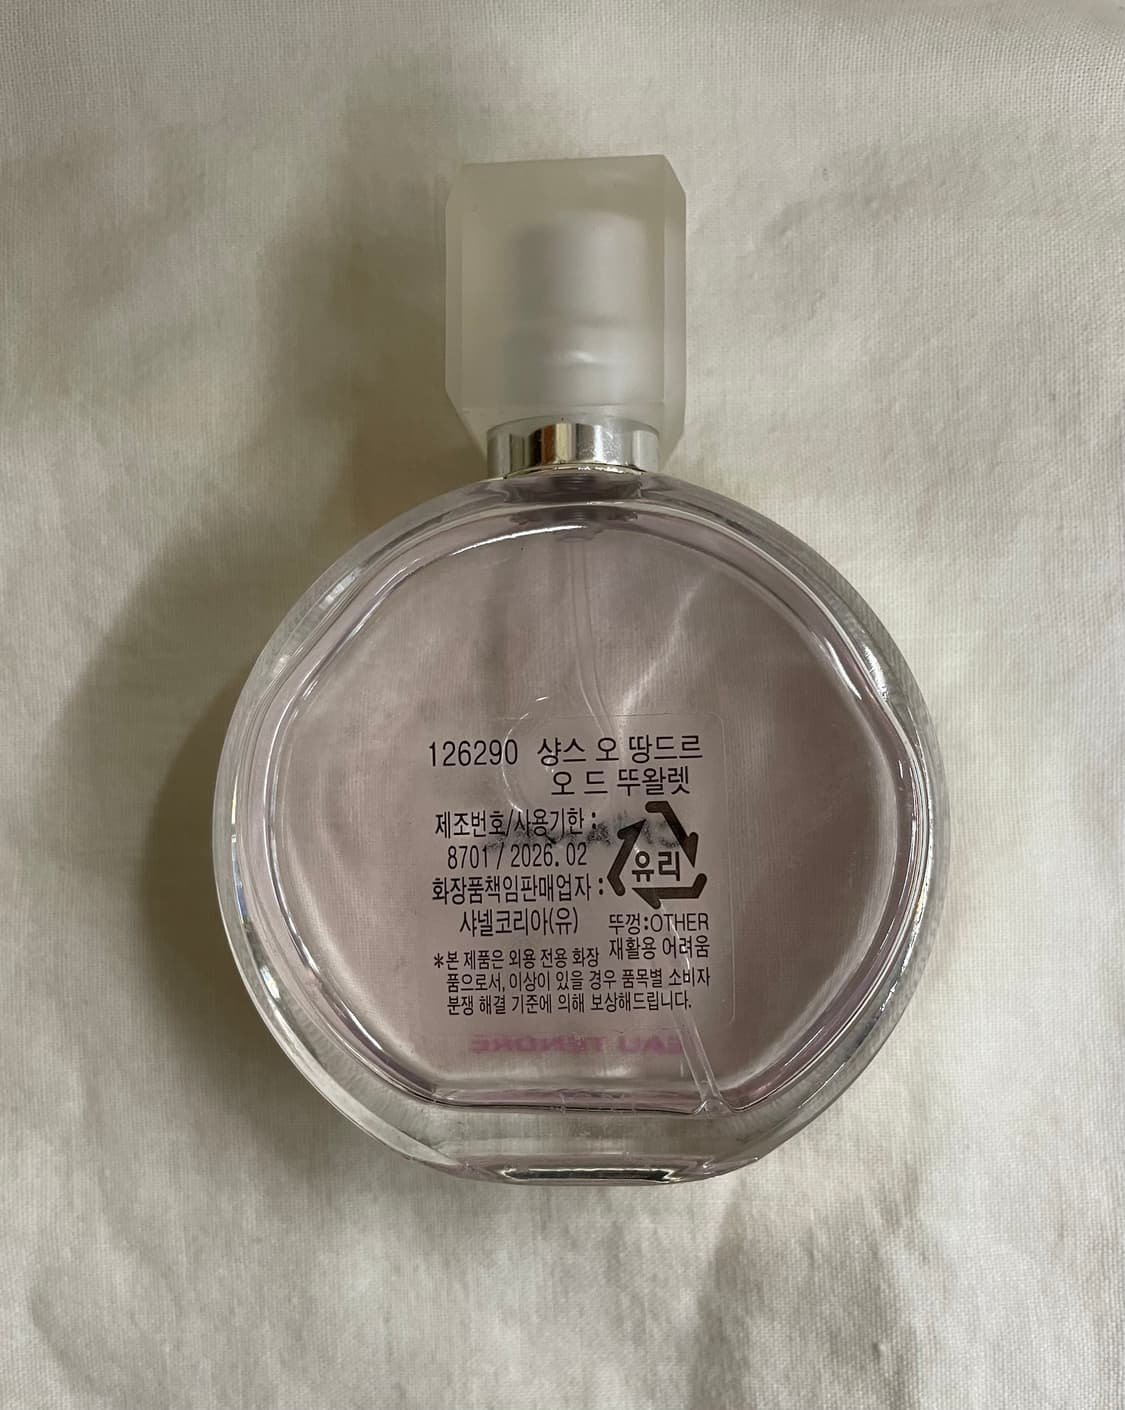 126290 샹스 오 땅드르
오 드 뚜왈렛
제조번호/사용기한 :
8701 / 2026. 02
화장품책임판매업자 :
샤넬코리아(유)
유리
뚜껑:OTHER
재활용 어려움
*본 제품은 외용 전용 화장
품으로서, 이상이 있을 경우 품목별 소비자
분쟁 해결 기준에 의해 보상해드립니다.
EAU TENDRE